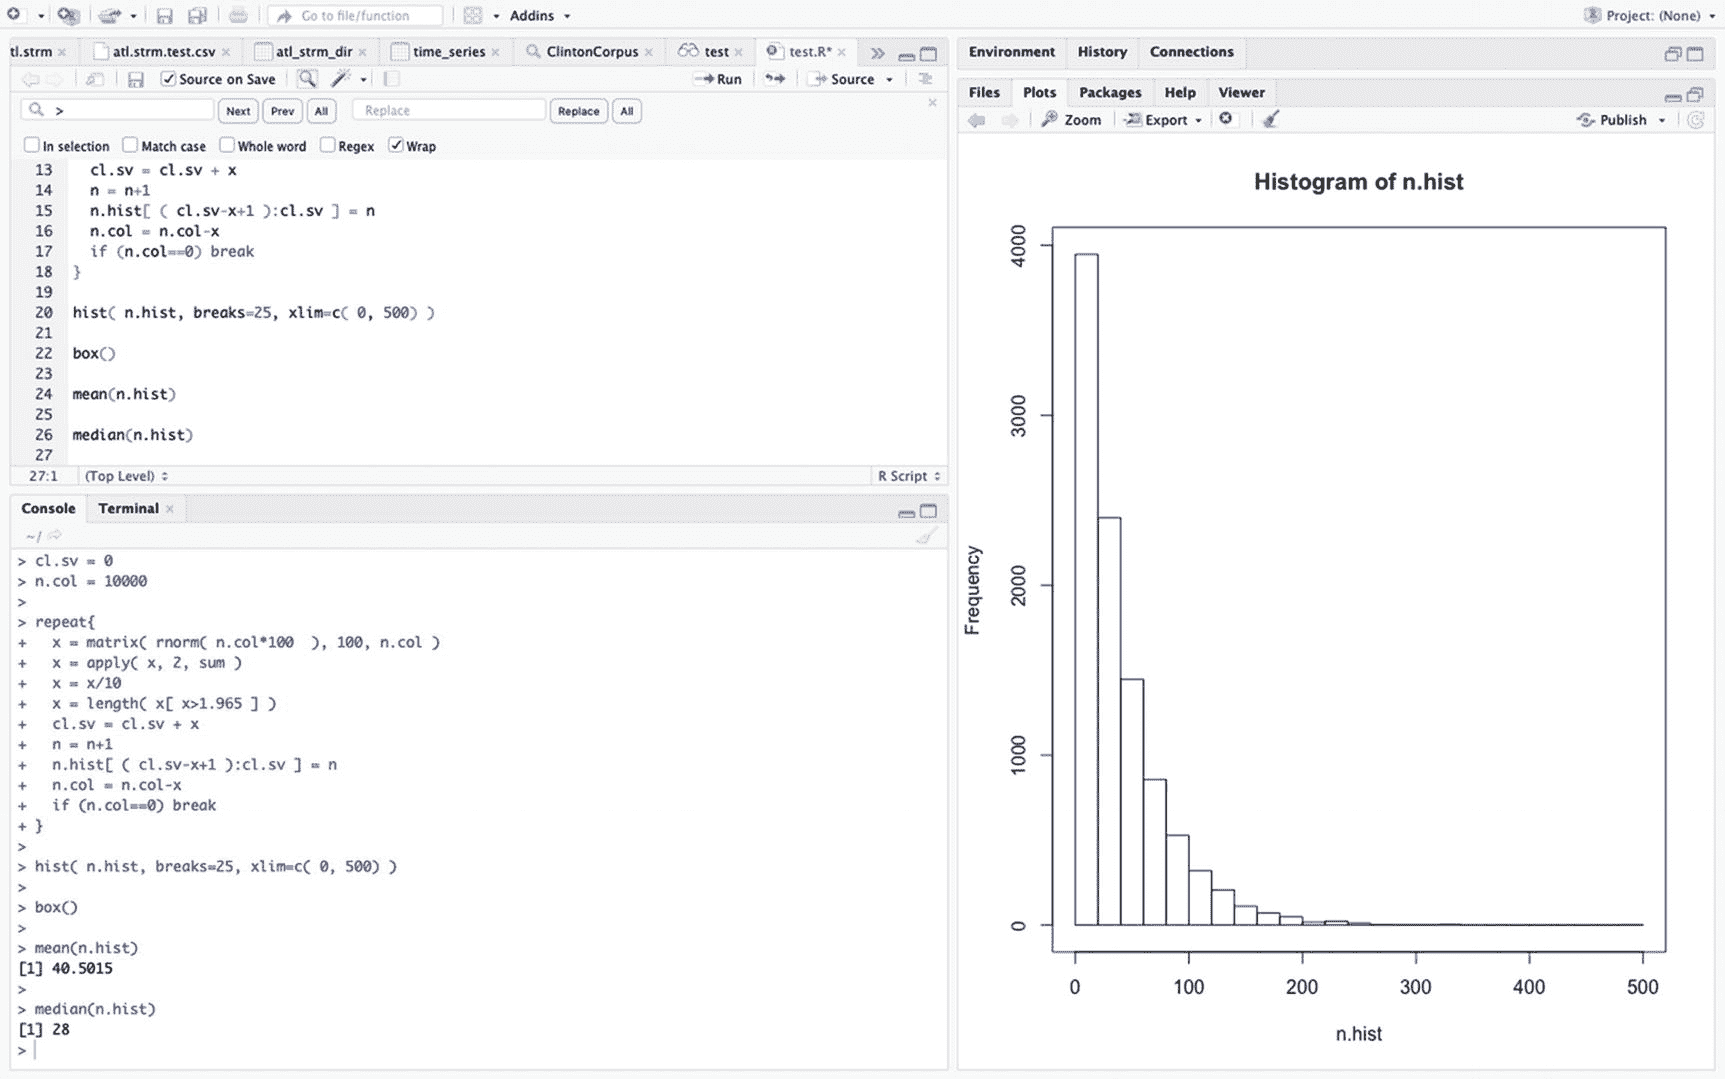 Go to file/function
Addins
Project: (None)
tl.strm
atl.strm.test.csv
atl_strm_dir
time_series
ClintonCorpus
test
test.R*
Source on Save
Run
Source
>
Next
Prev
All
Replace
Replace
All
In selection
Match case
Whole word
Regex
Wrap
13 cl.sv = cl.sv + x
14 n = n+1
15 n.hist[ ( cl.sv-x+1 ):cl.sv ] = n
16 n.col = n.col-x
17 if (n.col==0) break
18 }
19
20 hist( n.hist, breaks=25, xlim=c( 0, 500) )
21
22 box()
23
24 mean(n.hist)
25
26 median(n.hist)
27
27:1
(Top Level)
R Script
Console
Terminal
~/
> cl.sv = 0
> n.col = 10000
>
> repeat{
+ x = matrix( rnorm( n.col*100 ), 100, n.col )
+ x = apply( x, 2, sum )
+ x = x/10
+ x = length( x[ x>1.965 ] )
+ cl.sv = cl.sv + x
+ n = n+1
+ n.hist[ ( cl.sv-x+1 ):cl.sv ] = n
+ n.col = n.col-x
+ if (n.col==0) break
+ }
>
> hist( n.hist, breaks=25, xlim=c( 0, 500) )
>
> box()
>
> mean(n.hist)
[1] 40.5015
>
> median(n.hist)
[1] 28
>
Environment
History
Connections
Files
Plots
Packages
Help
Viewer
Zoom
Export
Publish
Histogram of n.hist
4000
3000
2000
1000
0
Frequency
0
100
200
300
400
500
n.hist